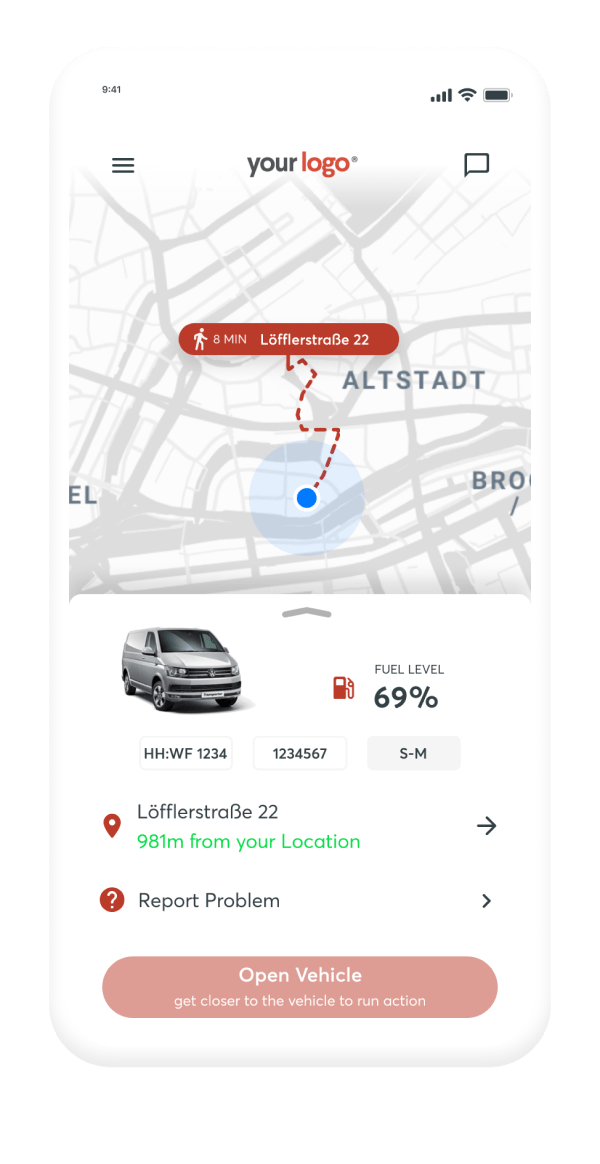 9:41
your logo®
8 MIN Löfflerstraße 22
ALTSTADT
BRO
EL
/
FUEL LEVEL
69%
HH:WF 1234 1234567 S-M
Löfflerstraße 22
981m from your Location
Report Problem
Open Vehicle
get closer to the vehicle to run action